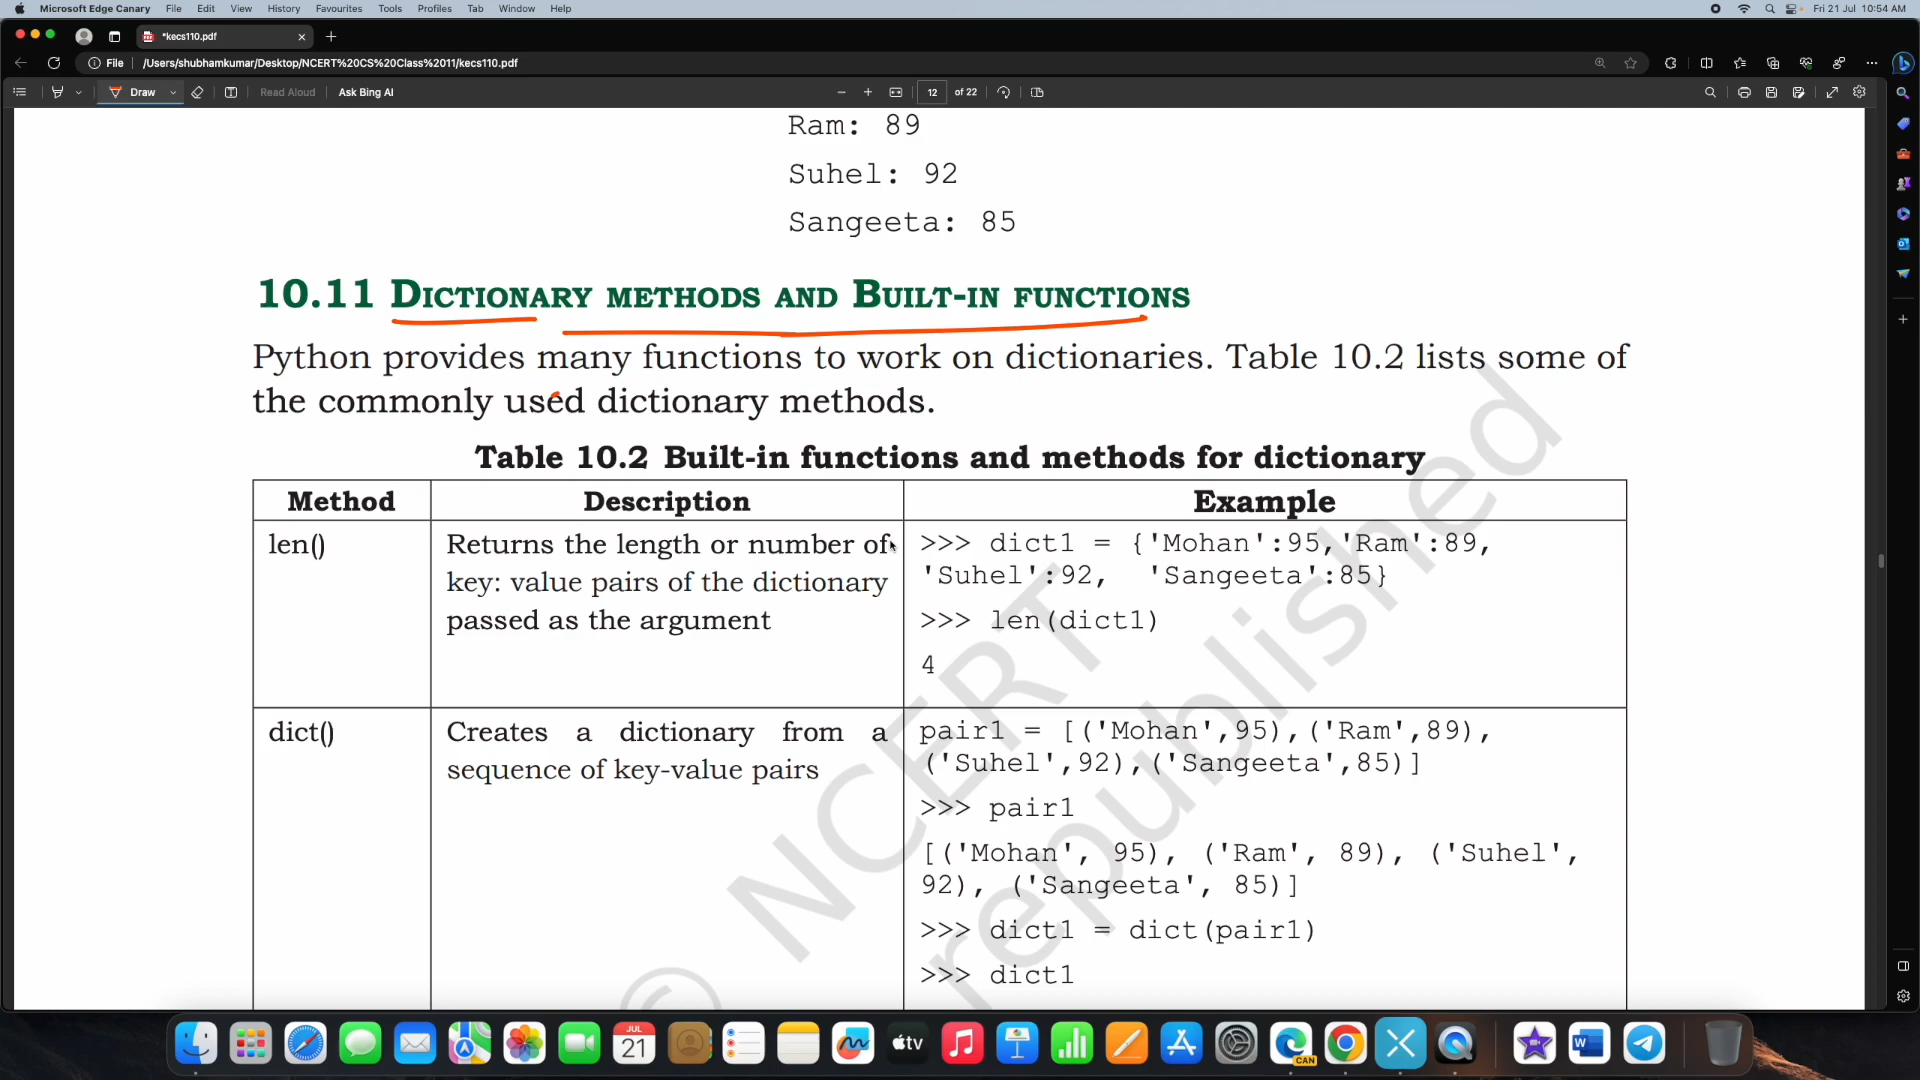 Microsoft Edge Canary File Edit View History Favourites Tools Profiles Tab Window Help Fri 21 Jul 10:54 AM
*kecs110.pdf
File /Users/shubhamkumar/Desktop/NCERT%20CS%20Class%2011/kecs110.pdf
Draw Read Aloud Ask Bing AI 12 of 22
Ram: 89
Suhel: 92
Sangeeta: 85
10.11 Dictionary methods and Built-in functions
Python provides many functions to work on dictionaries. Table 10.2 lists some of
the commonly used dictionary methods.
Table 10.2 Built-in functions and methods for dictionary
Method Description Example
len()
Returns the length or number of
key: value pairs of the dictionary
passed as the argument
>>> dict1 = {'Mohan':95,'Ram':89,
'Suhel':92, 'Sangeeta':85}
>>> len(dict1)
4
dict()
Creates a dictionary from a
sequence of key-value pairs
pair1 = [('Mohan',95),('Ram',89),
('Suhel',92),('Sangeeta',85)]
>>> pair1
[('Mohan', 95), ('Ram', 89), ('Suhel',
92), ('Sangeeta', 85)]
>>> dict1 = dict(pair1)
>>> dict1
© NCERT
republished
JUL
21
tv
CAN
W